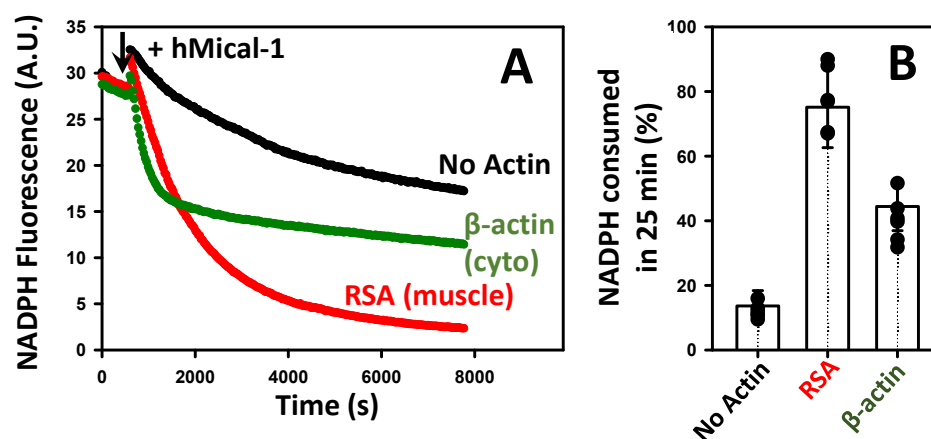 35
30
25
20
15
10
5
0
NADPH Fluorescence (A.U.)
+ hMical-1
A
No Actin
β-actin
(cyto)
RSA (muscle)
0
2000
4000
6000
8000
Time (s)
B
NADPH consumed
in 25 min (%)
100
80
60
40
20
0
No Actin
RSA
β-actin